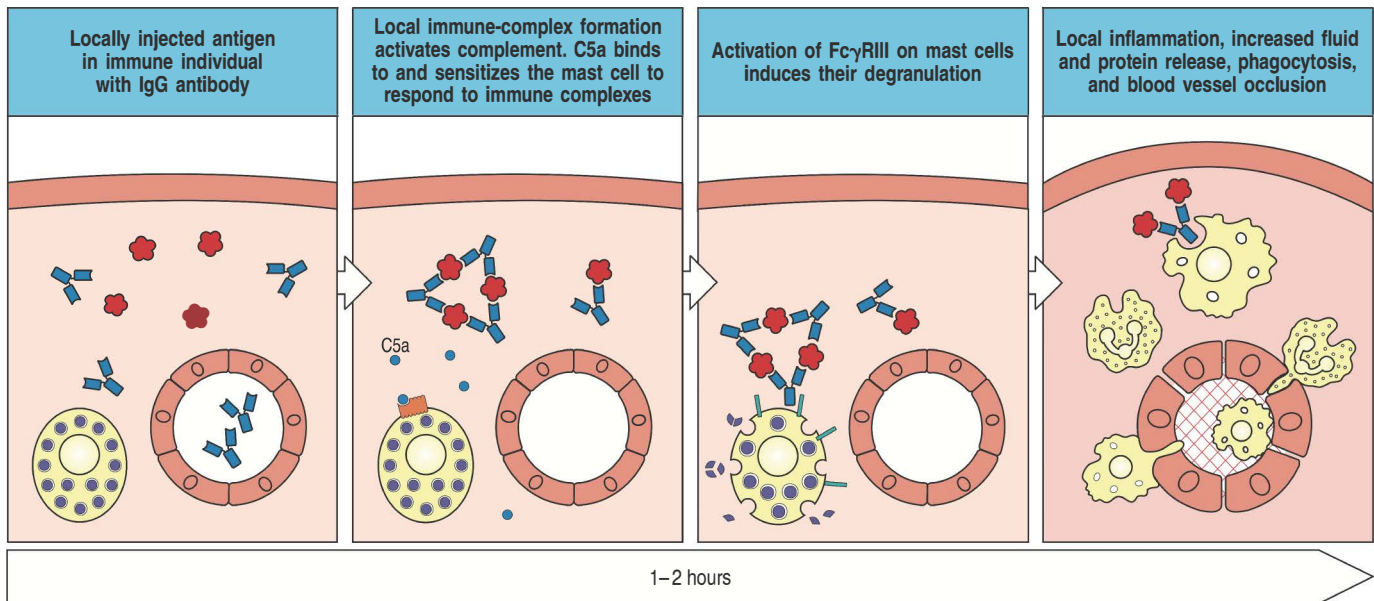 Locally injected antigen
in immune individual
with IgG antibody
Local immune-complex formation
activates complement. C5a binds
to and sensitizes the mast cell to
respond to immune complexes
Activation of FcγRIII on mast cells
induces their degranulation
Local inflammation, increased fluid
and protein release, phagocytosis,
and blood vessel occlusion
C5a
1–2 hours